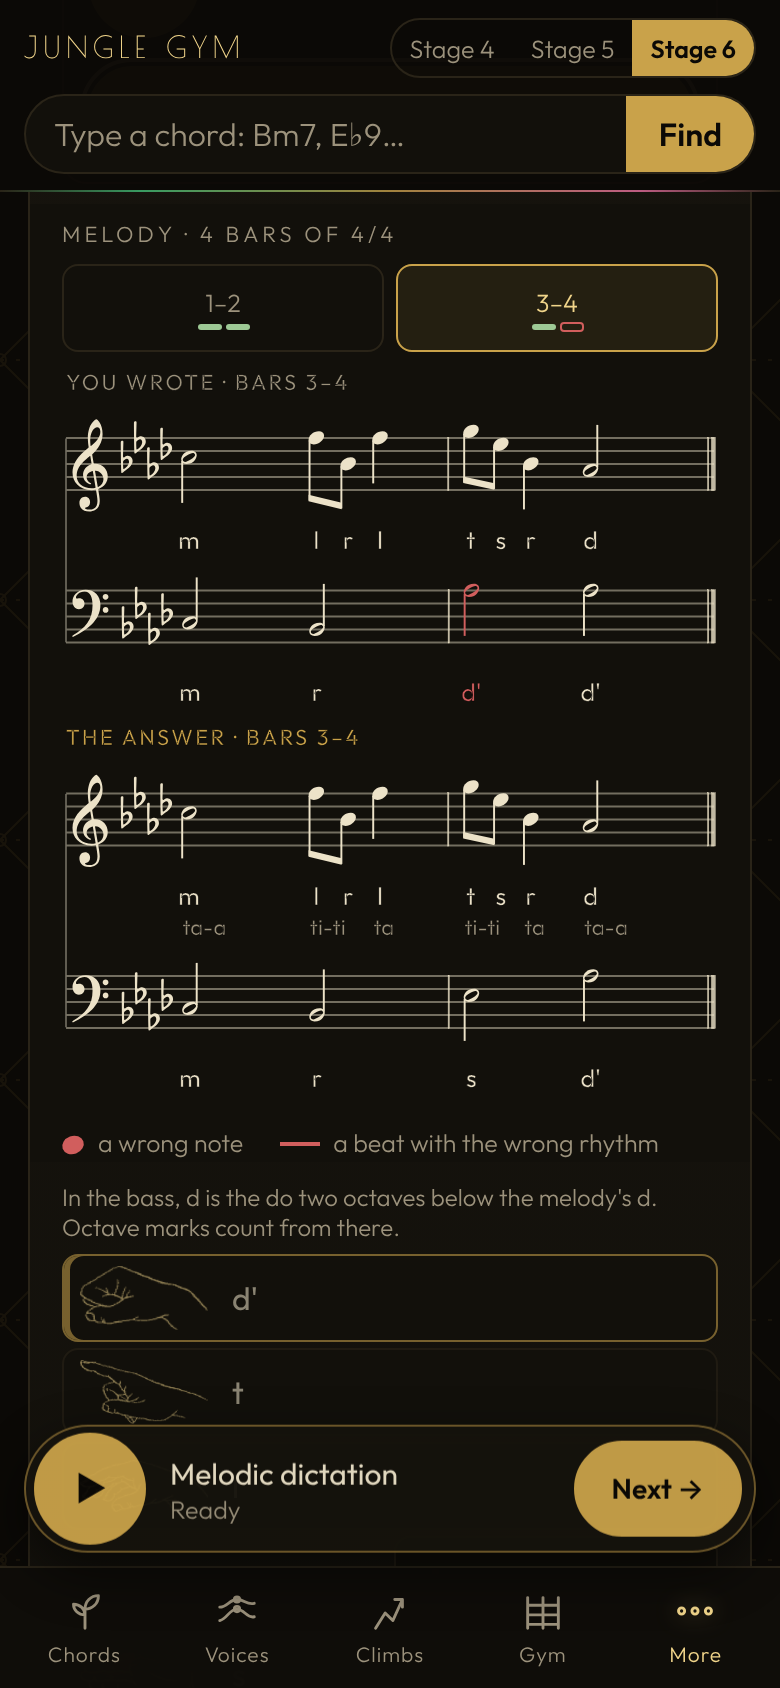 JUNGLE GYM
Stage 4 Stage 5 Stage 6
Type a chord: Bm7, E♭9... Find
MELODY · 4 BARS OF 4/4
1–2 3–4
YOU WROTE · BARS 3–4
m l r l t s r d
m r d' d'
THE ANSWER · BARS 3–4
m l r l t s r d
ta-a ti-ti ta ti-ti ta ta-a
m r s d'
a wrong note a beat with the wrong rhythm
In the bass, d is the do two octaves below the melody's d.
Octave marks count from there.
d'
t
Melodic dictation
Ready
Next →
Chords Voices Climbs Gym More